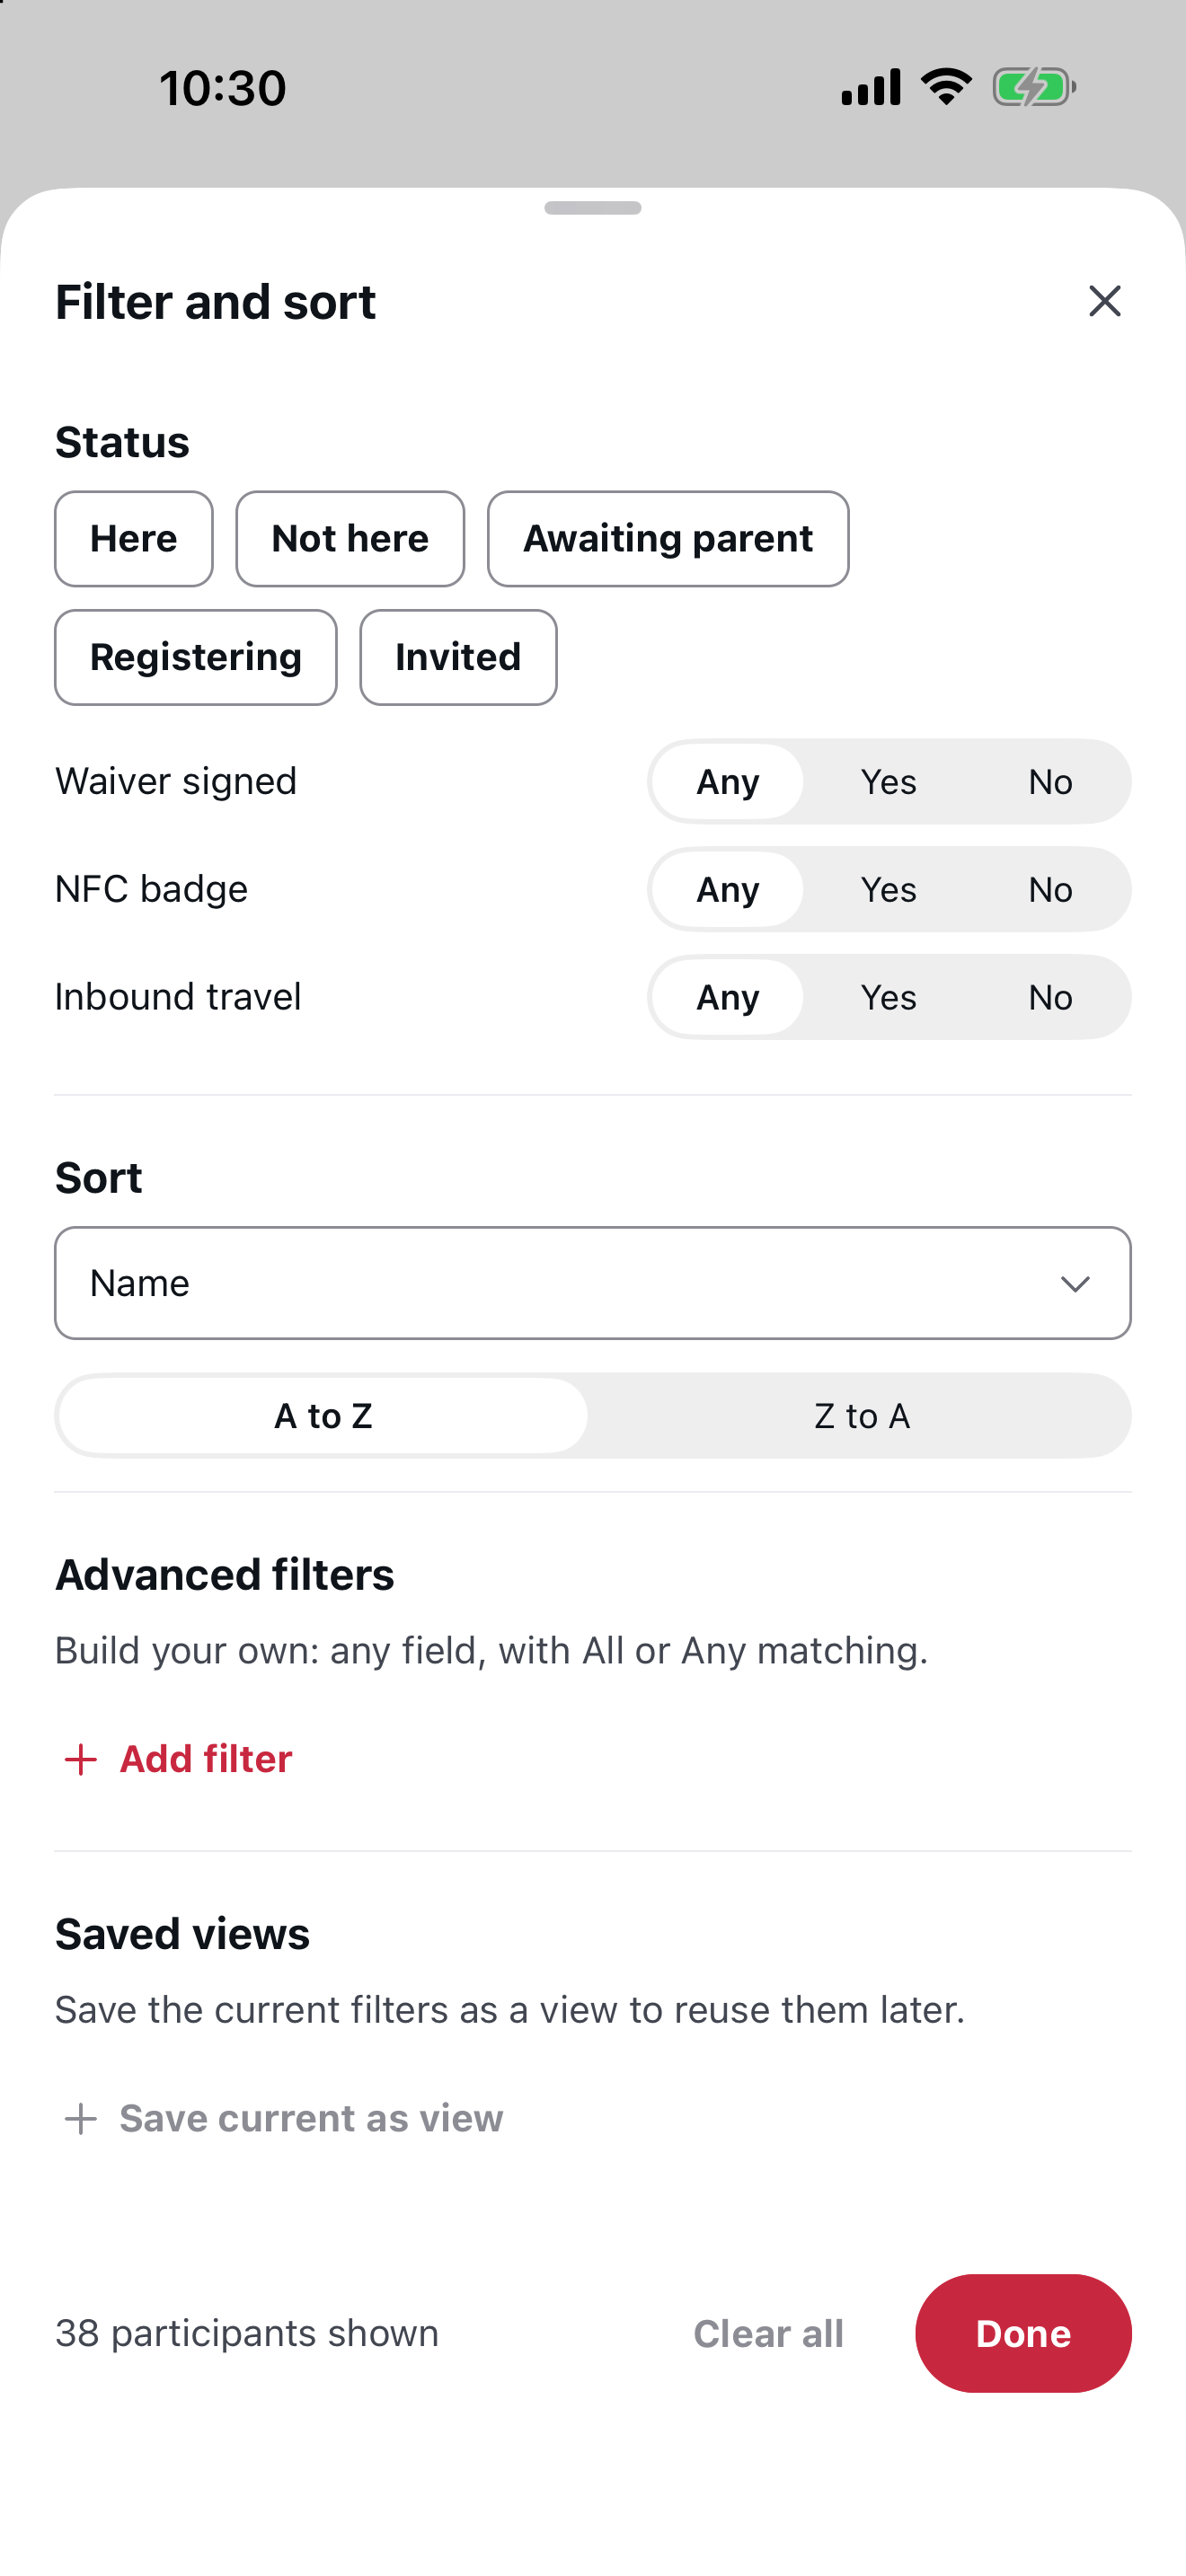 10:30
Filter and sort
Status
Here Not here Awaiting parent
Registering Invited
Waiver signed Any Yes No
NFC badge Any Yes No
Inbound travel Any Yes No
Sort
Name
A to Z Z to A
Advanced filters
Build your own: any field, with All or Any matching.
+ Add filter
Saved views
Save the current filters as a view to reuse them later.
+ Save current as view
38 participants shown Clear all Done